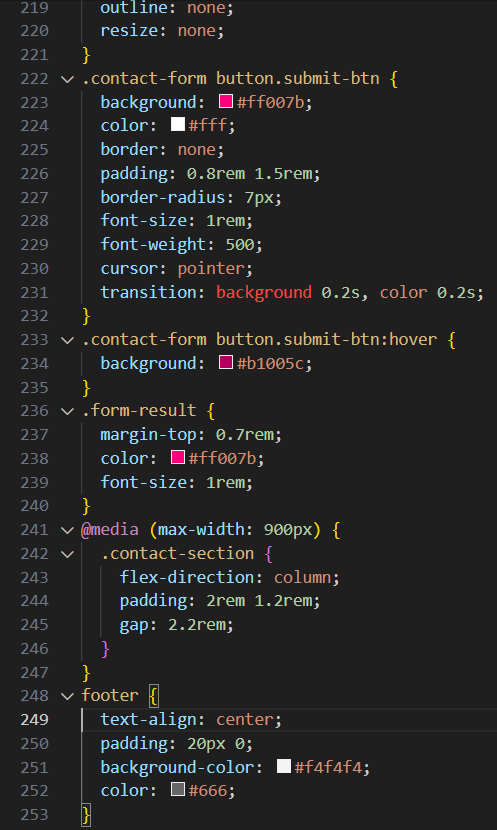 219 outline: none;
220 resize: none;
221 }
222 .contact-form button.submit-btn {
223 background: #ff007b;
224 color: #fff;
225 border: none;
226 padding: 0.8rem 1.5rem;
227 border-radius: 7px;
228 font-size: 1rem;
229 font-weight: 500;
230 cursor: pointer;
231 transition: background 0.2s, color 0.2s;
232 }
233 .contact-form button.submit-btn:hover {
234 background: #b1005c;
235 }
236 .form-result {
237 margin-top: 0.7rem;
238 color: #ff007b;
239 font-size: 1rem;
240 }
241 @media (max-width: 900px) {
242 .contact-section {
243 flex-direction: column;
244 padding: 2rem 1.2rem;
245 gap: 2.2rem;
246 }
247 }
248 footer {
249 text-align: center;
250 padding: 20px 0;
251 background-color: #f4f4f4;
252 color: #666;
253 }